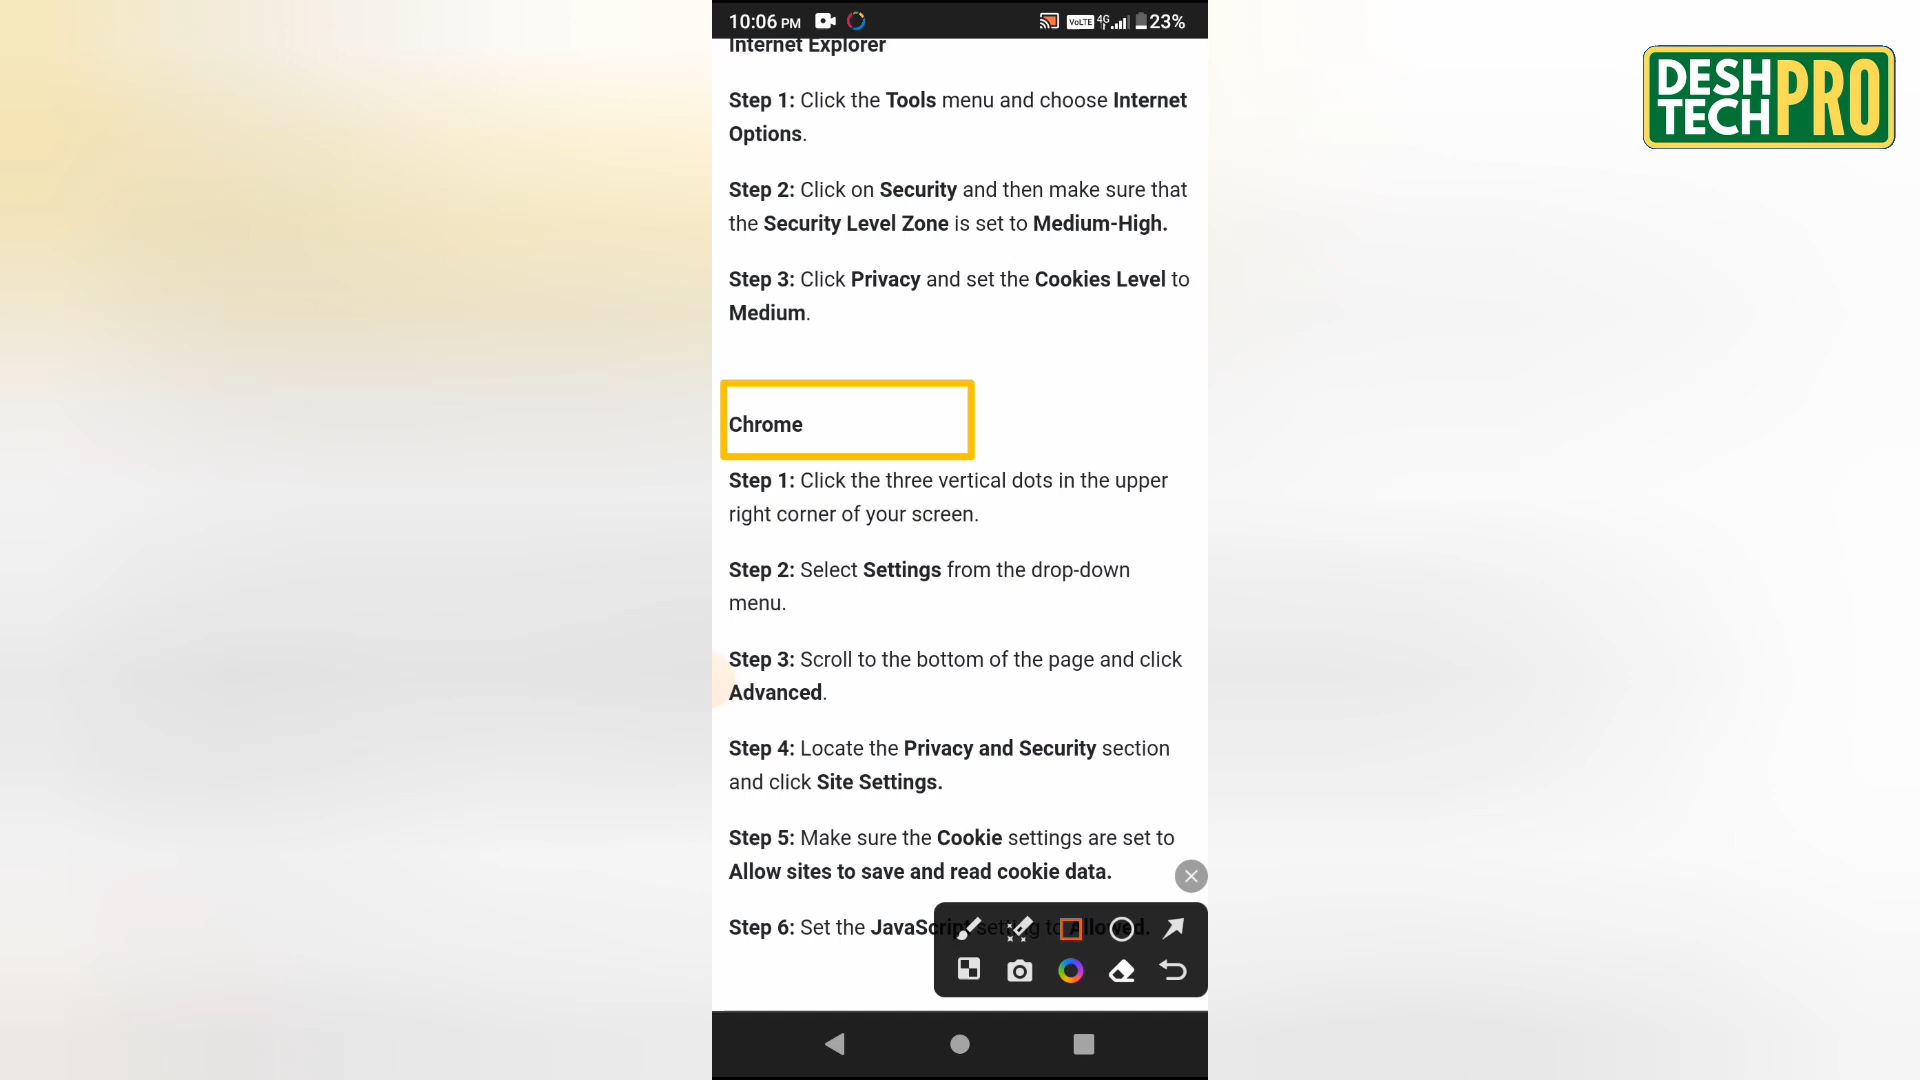 10:06 PM VoLTE 4G 23%
DESH
TECH PRO
Internet Explorer
Step 1: Click the Tools menu and choose Internet
Options.
Step 2: Click on Security and then make sure that
the Security Level Zone is set to Medium-High.
Step 3: Click Privacy and set the Cookies Level to
Medium.
Chrome
Step 1: Click the three vertical dots in the upper
right corner of your screen.
Step 2: Select Settings from the drop-down
menu.
Step 3: Scroll to the bottom of the page and click
Advanced.
Step 4: Locate the Privacy and Security section
and click Site Settings.
Step 5: Make sure the Cookie settings are set to
Allow sites to save and read cookie data.
Step 6: Set the JavaScript setting to Allowed.